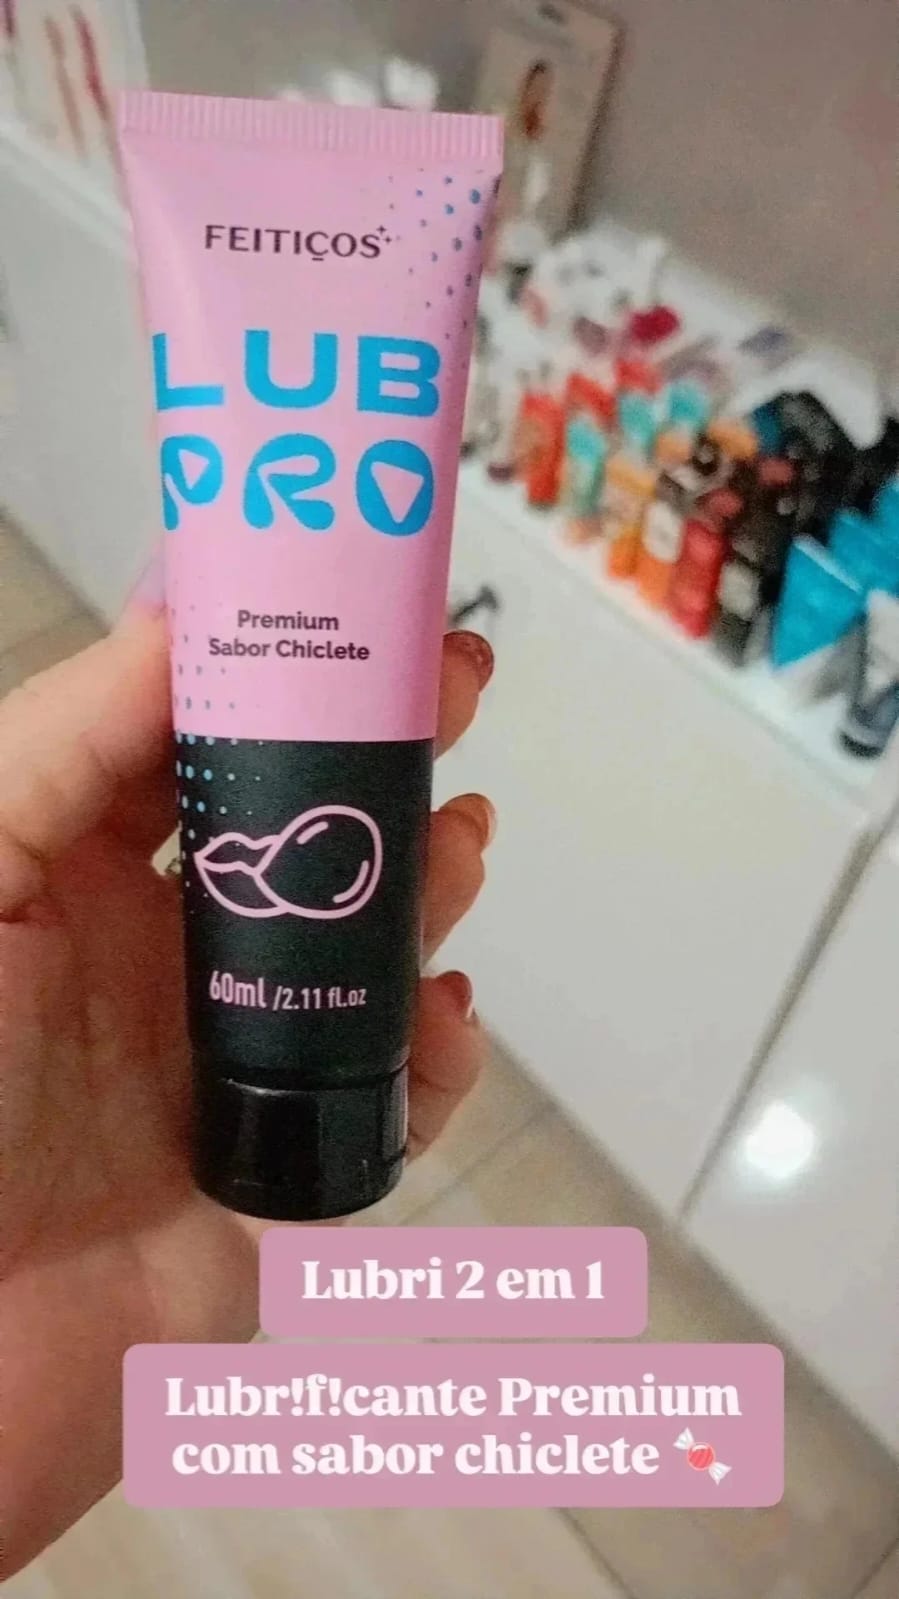 FEITIÇOS
LUB
PRO
Premium
Sabor Chiclete
60ml /2.11 fl.oz
Lubri 2 em 1
Lubr!f!cante Premium
com sabor chiclete 🍬